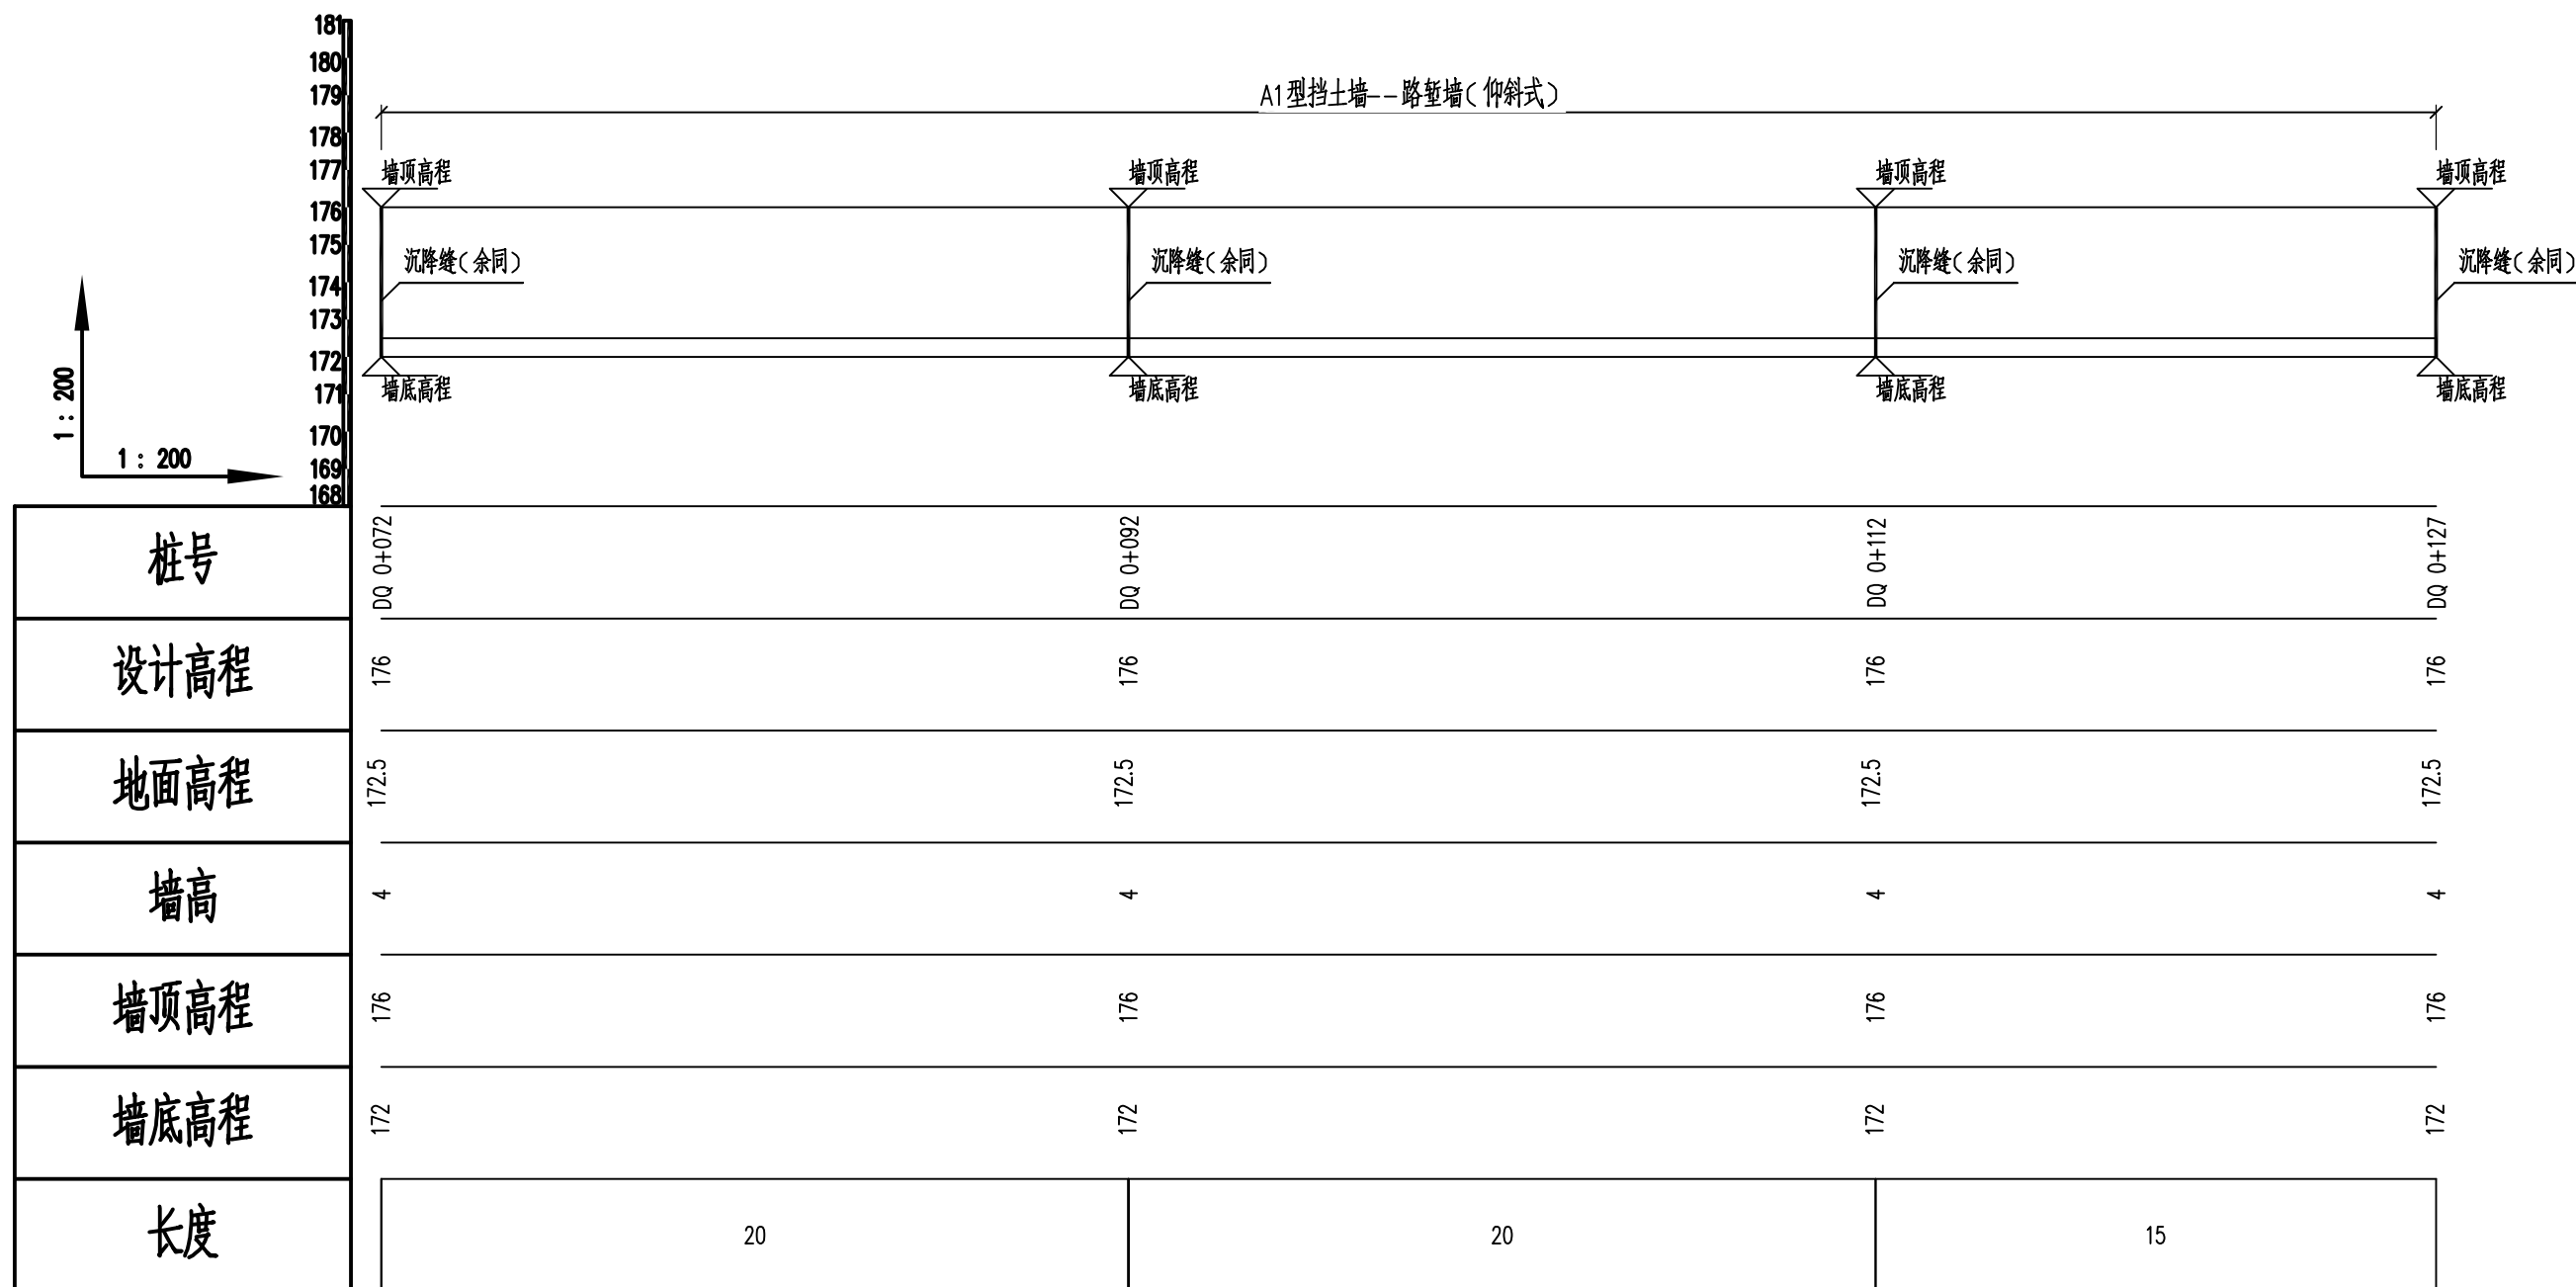 181
180
179
178
177
176
175
174
173
172
171
170
169
168
1：200
1：200
A1型挡土墙--路堑墙(仰斜式)
墙顶高程 墙顶高程 墙顶高程 墙顶高程
沉降缝(余同) 沉降缝(余同) 沉降缝(余同) 沉降缝(余同)
墙底高程 墙底高程 墙底高程 墙底高程
桩号 DQ 0+072 DQ 0+092 DQ 0+112 DQ 0+127
设计高程 176 176 176 176
地面高程 172.5 172.5 172.5 172.5
墙高 4 4 4 4
墙顶高程 176 176 176 176
墙底高程 172 172 172 172
长度 20 20 15